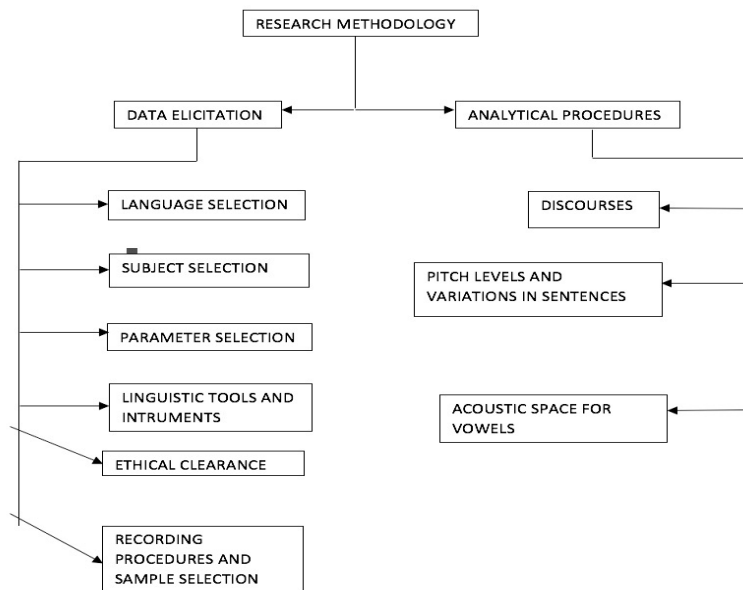 RESEARCH METHODOLOGY
DATA ELICITATION
ANALYTICAL PROCEDURES
LANGUAGE SELECTION
SUBJECT SELECTION
PARAMETER SELECTION
LINGUISTIC TOOLS AND
INTRUMENTS
ETHICAL CLEARANCE
RECORDING
PROCEDURES AND
SAMPLE SELECTION
DISCOURSES
PITCH LEVELS AND
VARIATIONS IN SENTENCES
ACOUSTIC SPACE FOR
VOWELS